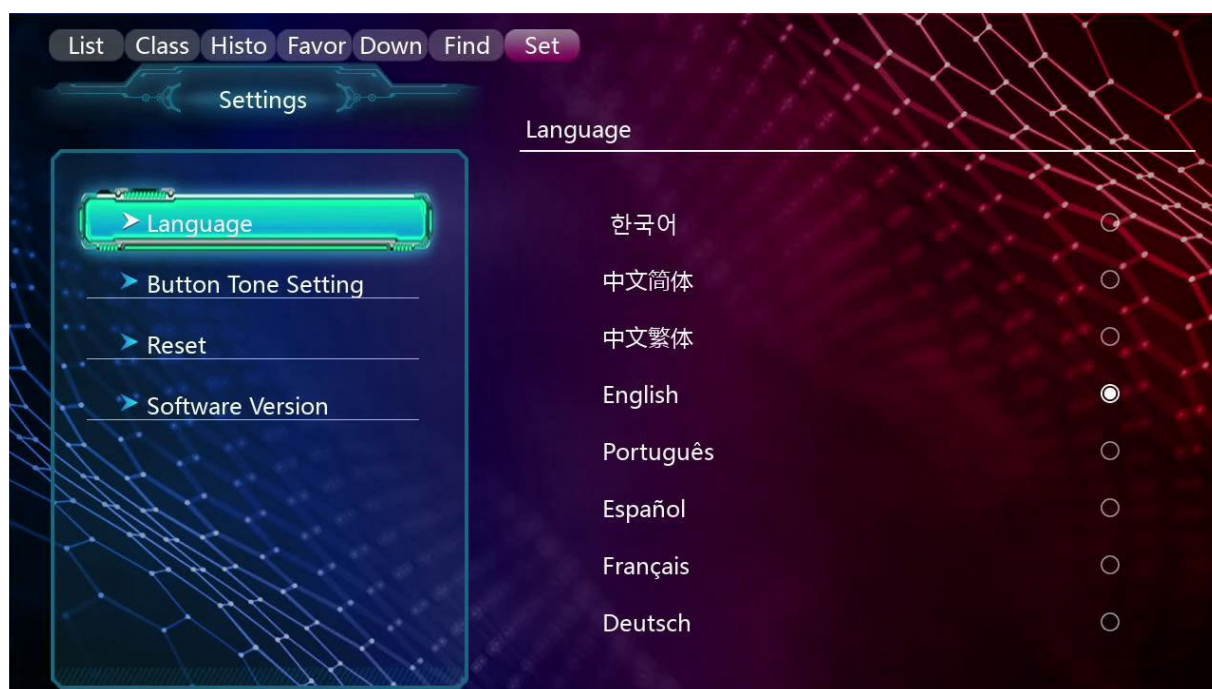 List Class Histo Favor Down Find Set
Settings
Language
Button Tone Setting
Reset
Software Version
Language
한국어
中文简体
中文繁体
English
Português
Español
Français
Deutsch